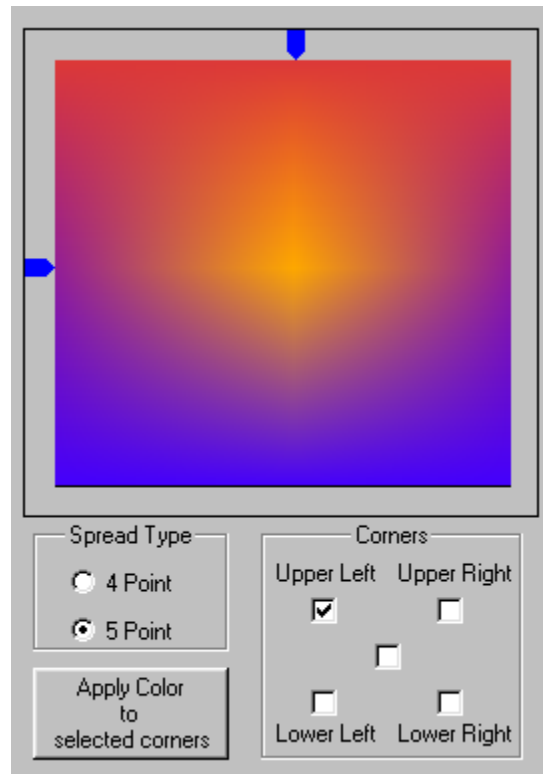 Spread Type
4 Point
5 Point
Apply Color
to
selected corners
Corners
Upper Left Upper Right
Lower Left Lower Right